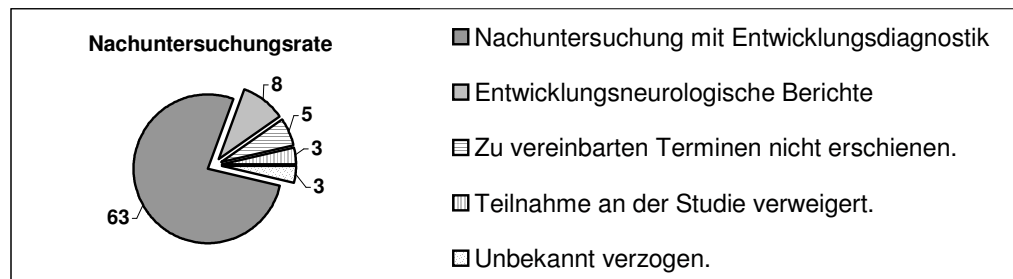 Nachuntersuchungsrate
8
5
3
3
63
Nachuntersuchung mit Entwicklungsdiagnostik
Entwicklungsneurologische Berichte
Zu vereinbarten Terminen nicht erschienen.
Teilnahme an der Studie verweigert.
Unbekannt verzogen.